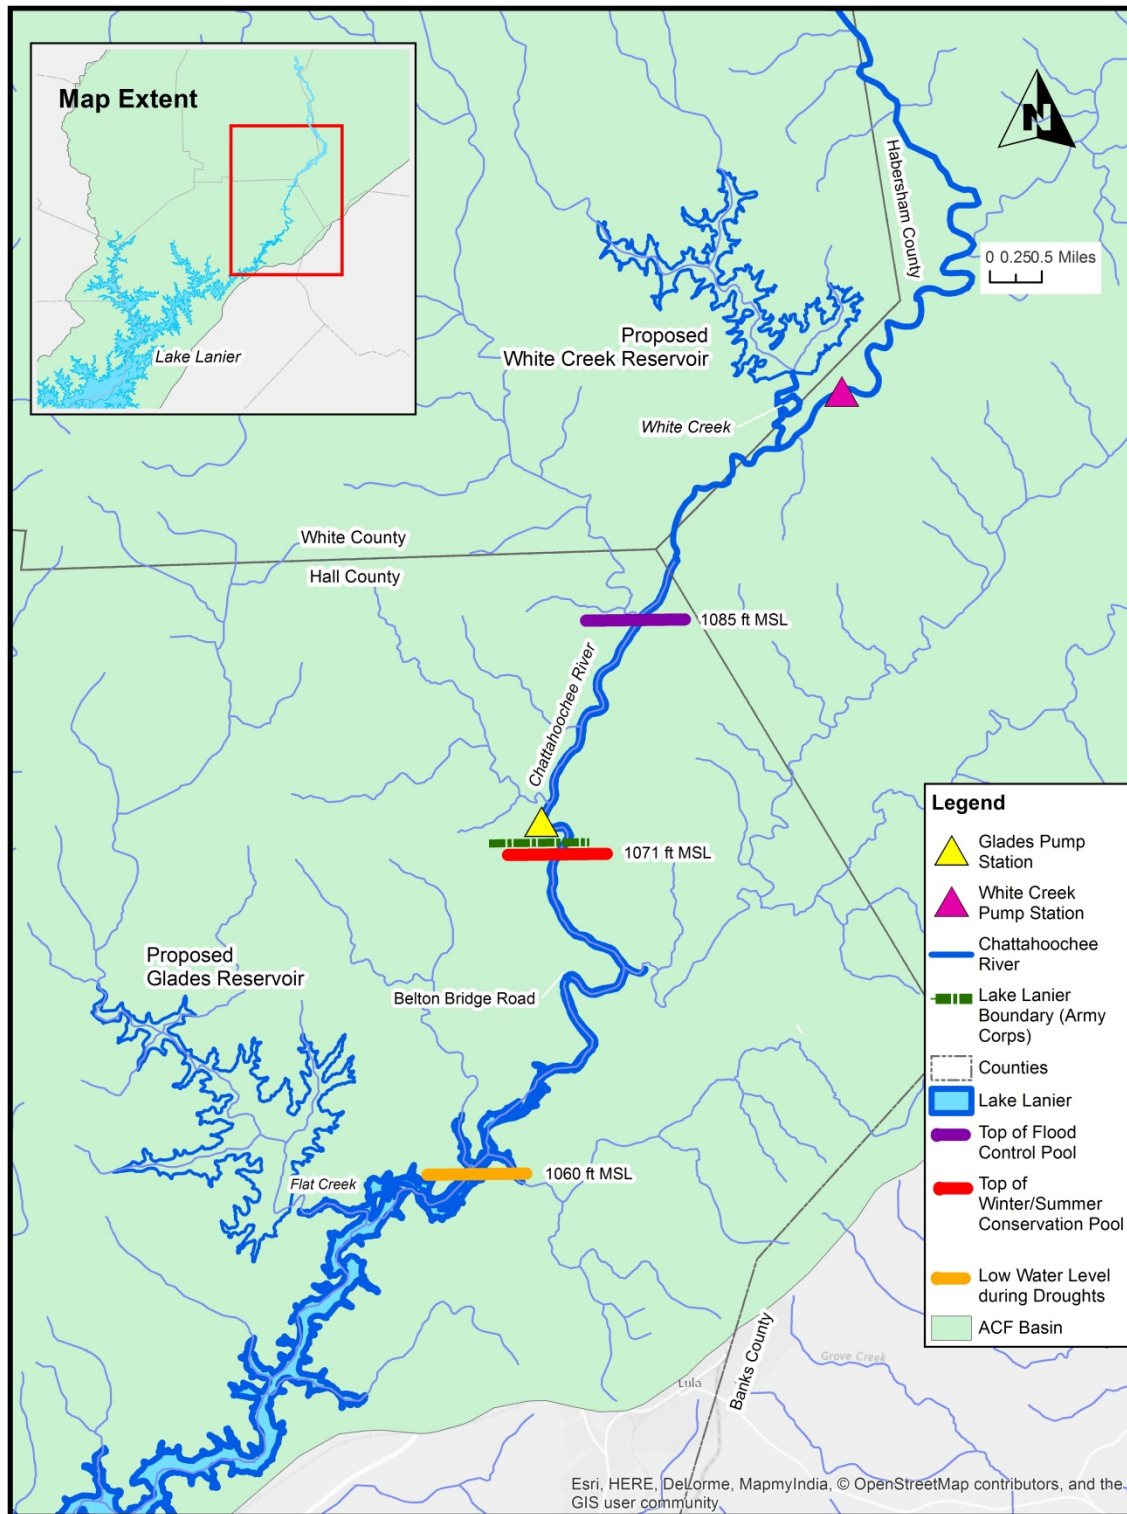 Map Extent
Lake Lanier
N
Habersham County
0 0.250.5 Miles
Proposed
White Creek Reservoir
White Creek
White County
Hall County
1085 ft MSL
Chattahoochee River
1071 ft MSL
Proposed
Glades Reservoir
Belton Bridge Road
1060 ft MSL
Flat Creek
Legend
Glades Pump
Station
White Creek
Pump Station
Chattahoochee
River
Lake Lanier
Boundary (Army
Corps)
Counties
Lake Lanier
Top of Flood
Control Pool
Top of
Winter/Summer
Conservation Pool
Low Water Level
during Droughts
ACF Basin
Grove Creek
Lula
Banks County
Esri, HERE, DeLorme, MapmyIndia, © OpenStreetMap contributors, and the
GIS user community